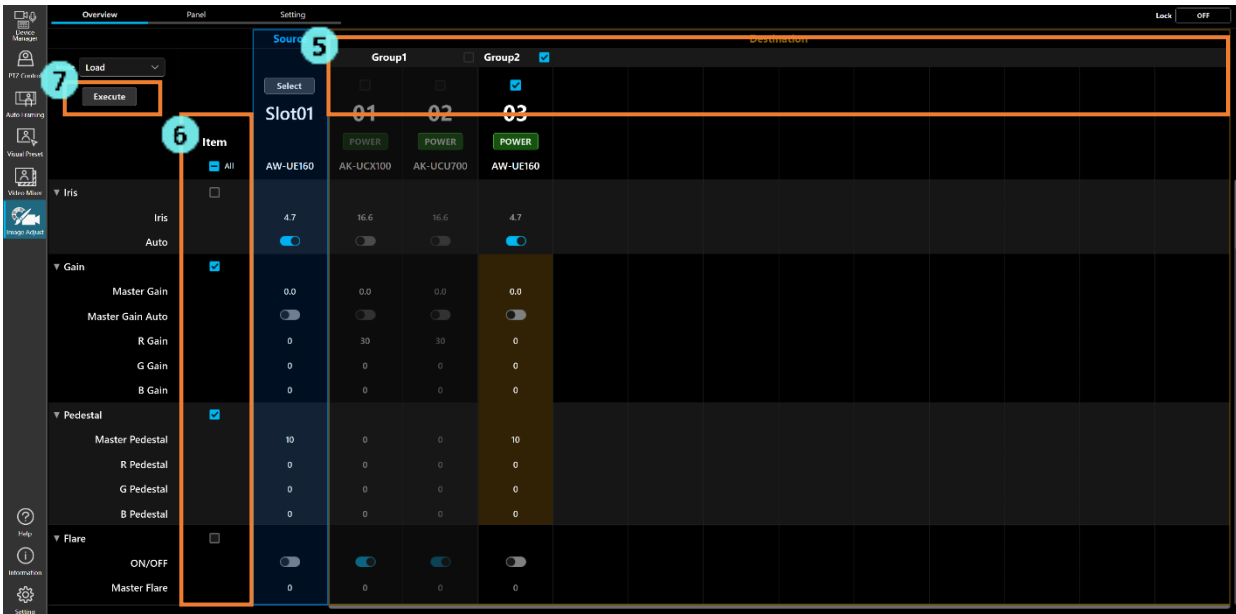 Overview Panel Setting Lock OFF
Device Manager
PTZ Control
Auto Framing
Visual Preset
Video Mixer
Image Adjust
Help
Information
Setting
5
Source Destination
Group1 Group2
Load
7
Execute
Select
Slot01 01 02 03
6
Item POWER POWER POWER
All AW-UE160 AK-UCX100 AK-UCU700 AW-UE160
▼ Iris
Iris 4.7 16.6 16.6 4.7
Auto
▼ Gain
Master Gain 0.0 0.0 0.0 0.0
Master Gain Auto
R Gain 0 30 30 0
G Gain 0 0 0 0
B Gain 0 0 0 0
▼ Pedestal
Master Pedestal 10 0 0 10
R Pedestal 0 0 0 0
G Pedestal 0 0 0 0
B Pedestal 0 0 0 0
▼ Flare
ON/OFF
Master Flare 0 0 0 0